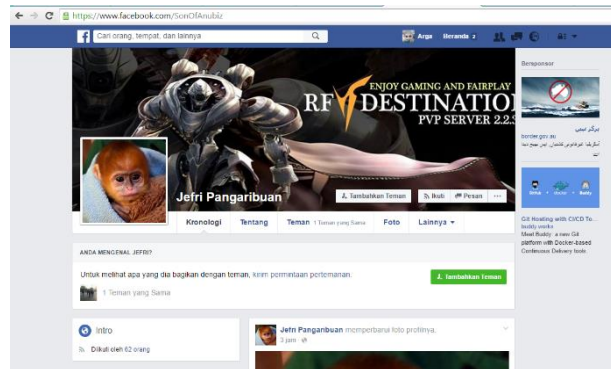 https://www.facebook.com/SonOfAnubiz
Cari orang, tempat, dan lainnya
Arga Beranda
ENJOY GAMING AND FAIRPLAY
RF DESTINATIO
PVP SERVER 2.2.3
Jefri Pangaribuan
Tambahkan Teman
Ikuti
Pesan
Kronologi Tentang Teman 1 Teman yang Sama Foto Lainnya
ANDA MENGENAL JEFRI?
Untuk melihat apa yang dia bagikan dengan teman, kirim permintaan pertemanan.
Tambahkan Teman
1 Teman yang Sama
Intro
Diikuti oleh 62 orang
Jefri Pangaribuan memperbarui foto profilnya.
3 jam
Bersponsor
border.gov.au
Git Hosting with CI/CD To...
buddy.works
Meet Buddy: a new Git
platform with Docker-based
Continuous Delivery tools.